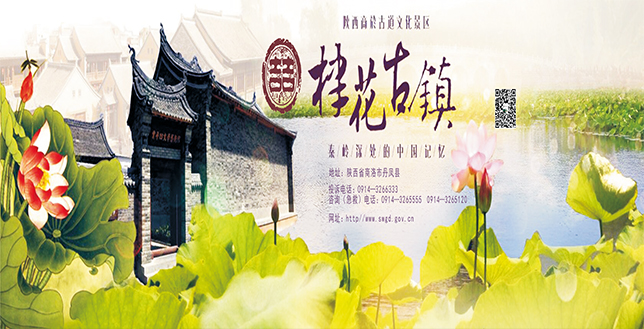 陕西商於古道文化景区
棣花古镇
秦/岭/深/处/的/中/国/记/忆
地址：陕西省商洛市丹凤县
投诉电话：0914—3266333
咨询（急救）电话：0914—3265555 0914—3265120
网址：http//www.swgd.gov.cn